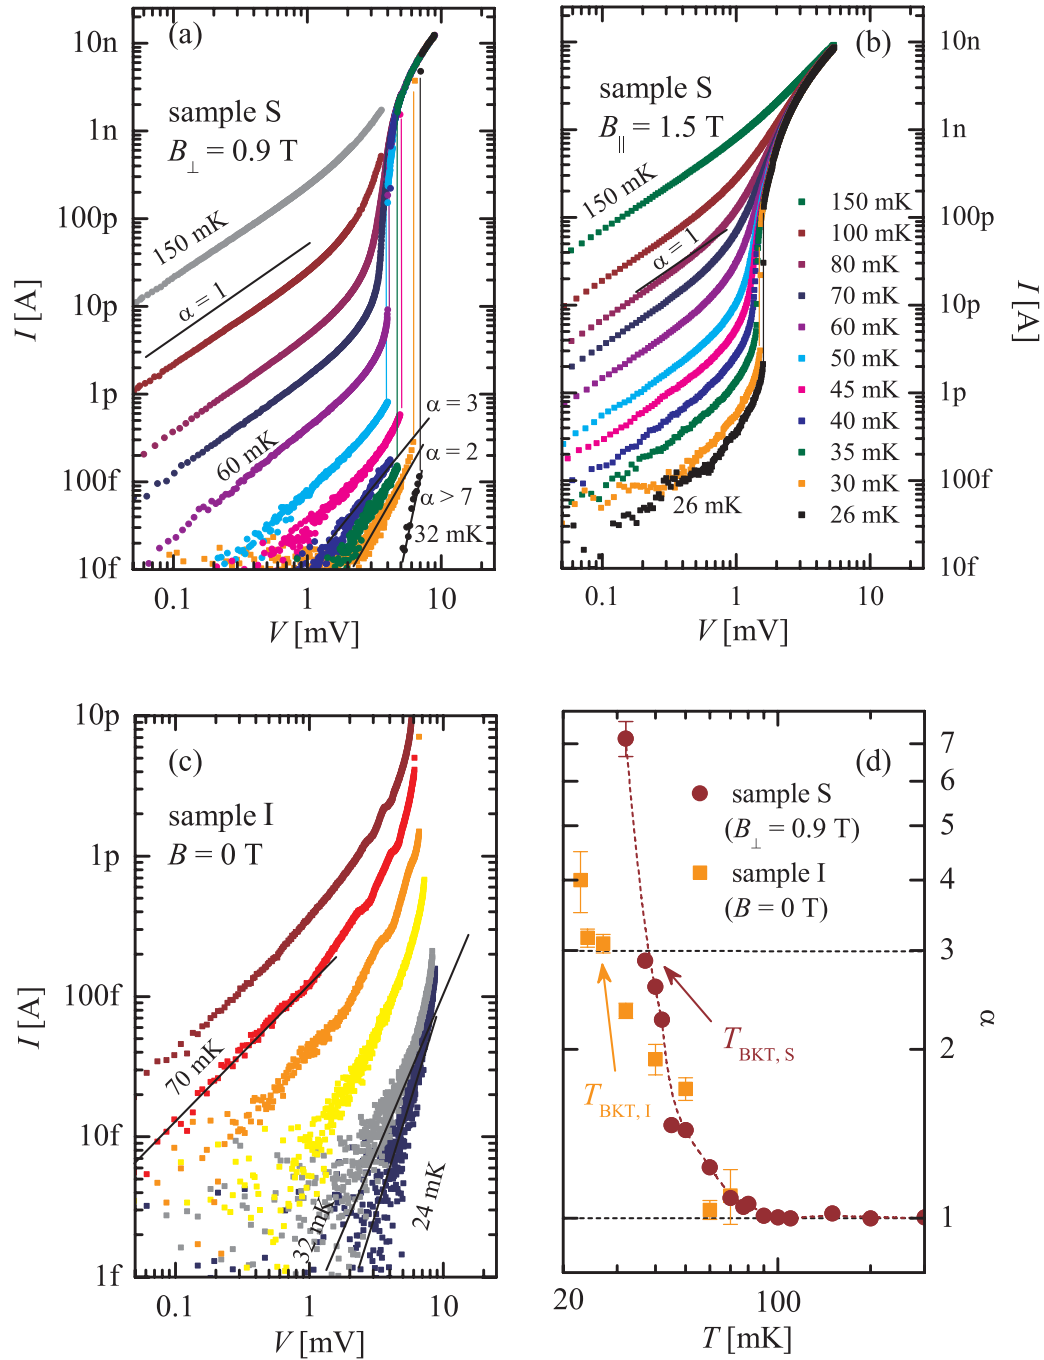 (a)
sample S
B⊥ = 0.9 T
10n
1n
100p
10p
1p
100f
10f
I [A]
150 mK
α = 1
60 mK
α = 3
α = 2
α > 7
32 mK
0.1
1
10
V [mV]
(b)
sample S
B|| = 1.5 T
150 mK
α = 1
26 mK
150 mK
100 mK
80 mK
70 mK
60 mK
50 mK
45 mK
40 mK
35 mK
30 mK
26 mK
10n
1n
100p
10p
1p
100f
10f
I [A]
0.1
1
10
V [mV]
(c)
sample I
B = 0 T
10p
1p
100f
10f
1f
I [A]
70 mK
32 mK
24 mK
0.1
1
10
V [mV]
(d)
sample S
(B⊥ = 0.9 T)
sample I
(B = 0 T)
TBKT, S
TBKT, I
7
6
5
4
3
2
1
α
20
100
T [mK]